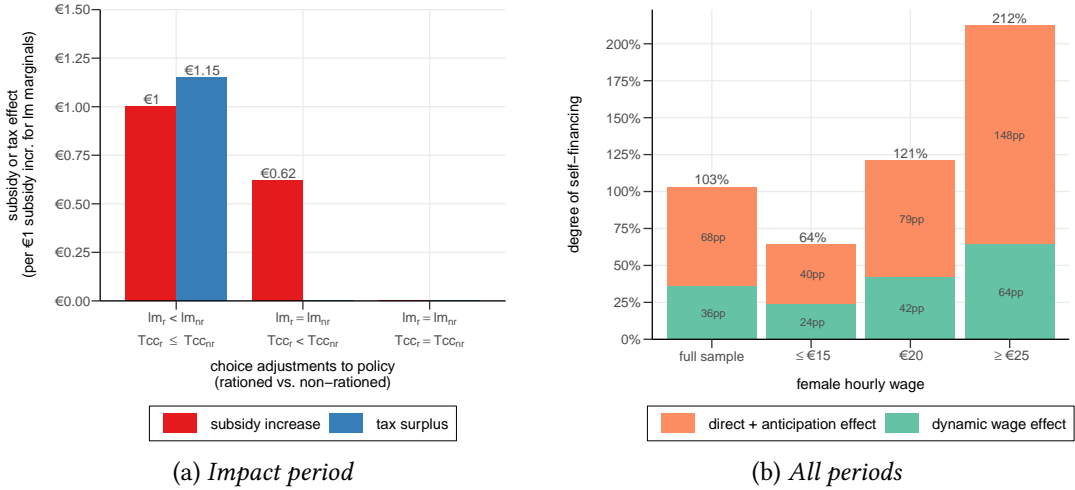 subsidy or tax effect
(per €1 subsidy incr. for lm marginals)
€1.50
€1.25
€1.00
€0.75
€0.50
€0.25
€0.00
€1
€1.15
€0.62
lm_r < lm_nr
Tcc_r ≤ Tcc_nr
lm_r = lm_nr
Tcc_r < Tcc_nr
lm_r = lm_nr
Tcc_r = Tcc_nr
choice adjustments to policy
(rationed vs. non−rationed)
subsidy increase
tax surplus
(a) Impact period
degree of self−financing
200%
175%
150%
125%
100%
75%
50%
25%
0%
103%
68pp
36pp
64%
40pp
24pp
121%
79pp
42pp
212%
148pp
64pp
full sample
≤ €15
€20
≥ €25
female hourly wage
direct + anticipation effect
dynamic wage effect
(b) All periods